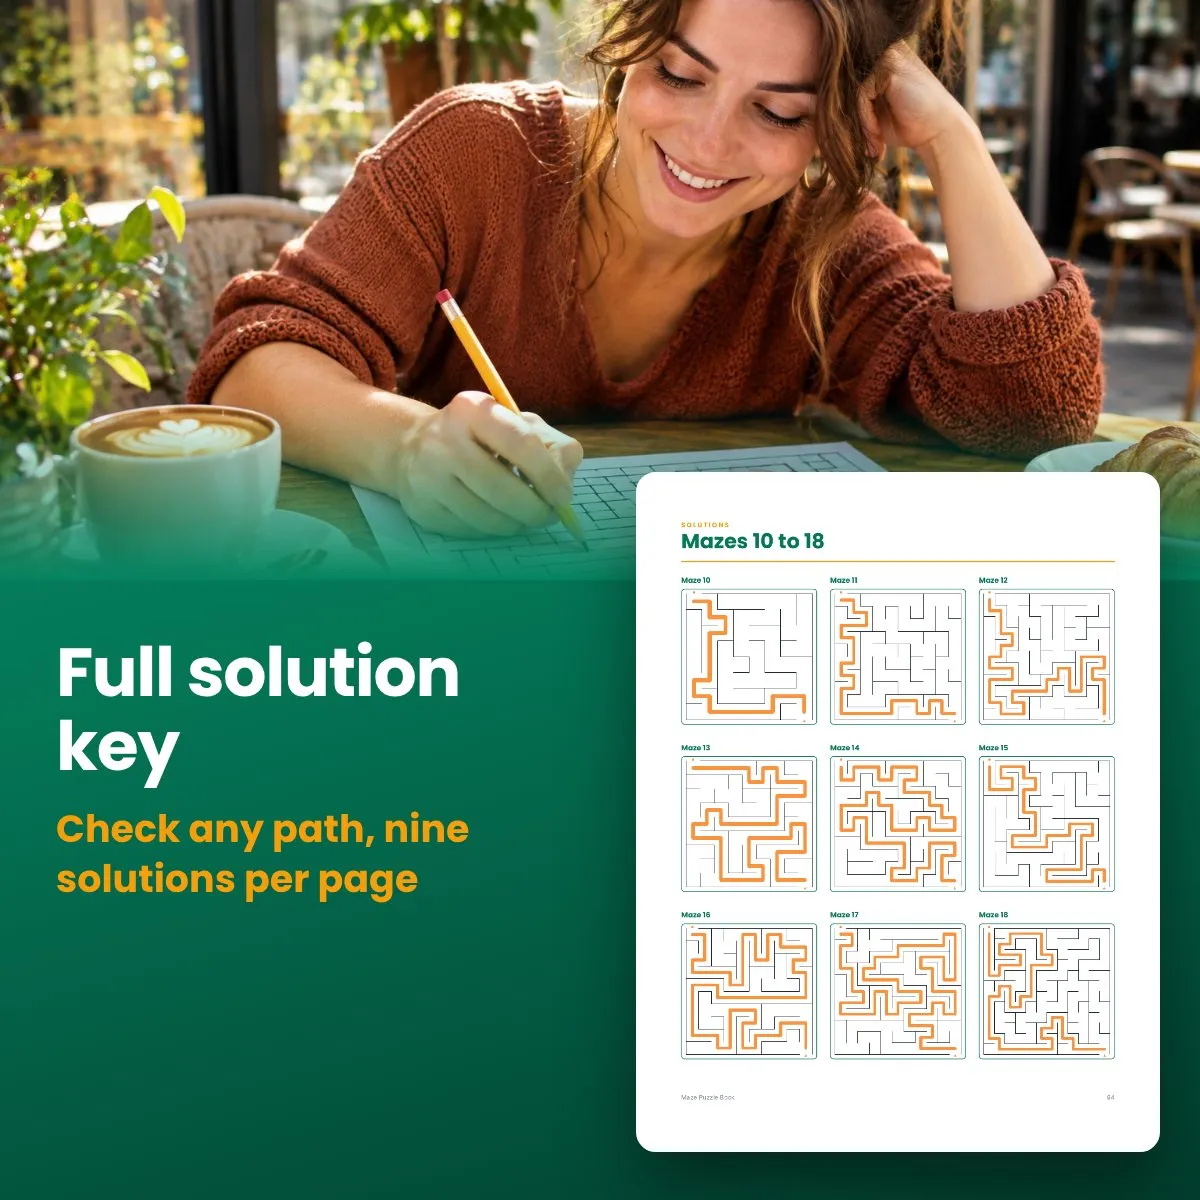 SOLUTIONS
Mazes 10 to 18
Maze 10
Maze 11
Maze 12
Maze 13
Maze 14
Maze 15
Maze 16
Maze 17
Maze 18
Maze Puzzle Book
64
Full solution
key
Check any path, nine
solutions per page